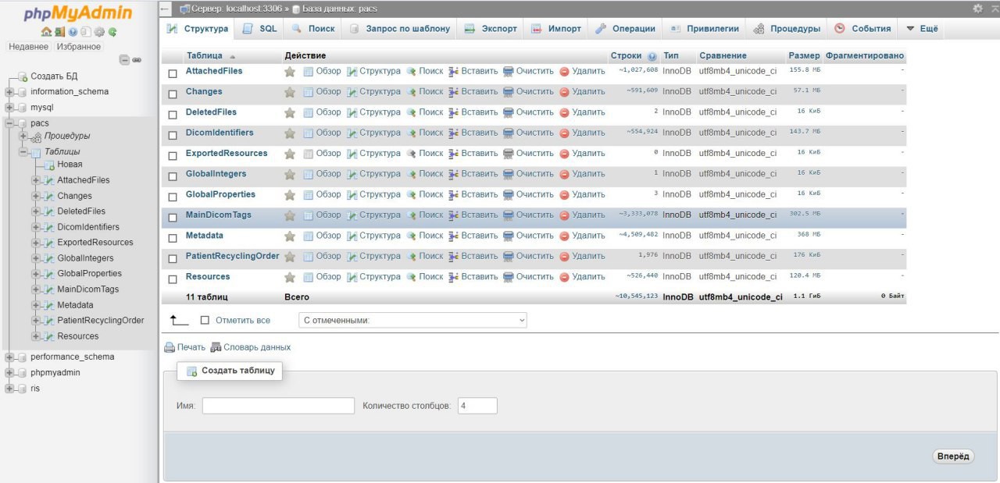 phpMyAdmin
Недавнее Избранное
Создать БД
information_schema
mysql
pacs
Процедуры
Таблицы
Новая
AttachedFiles
Changes
DeletedFiles
DicomIdentifiers
ExportedResources
GlobalIntegers
GlobalProperties
MainDicomTags
Metadata
PatientRecyclingOrder
Resources
performance_schema
phpmyadmin
ris
Сервер: localhost:3306 » База данных: pacs
Структура SQL Поиск Запрос по шаблону Экспорт Импорт Операции Привилегии Процедуры События Ещё
Таблица Действие Строки Тип Сравнение Размер Фрагментировано
AttachedFiles Обзор Структура Поиск Вставить Очистить Удалить ~1,027,608 InnoDB utf8mb4_unicode_ci 155.8 МБ -
Changes Обзор Структура Поиск Вставить Очистить Удалить ~591,609 InnoDB utf8mb4_unicode_ci 57.1 МБ -
DeletedFiles Обзор Структура Поиск Вставить Очистить Удалить 2 InnoDB utf8mb4_unicode_ci 16 КиБ -
DicomIdentifiers Обзор Структура Поиск Вставить Очистить Удалить ~554,924 InnoDB utf8mb4_unicode_ci 143.7 МБ -
ExportedResources Обзор Структура Поиск Вставить Очистить Удалить 0 InnoDB utf8mb4_unicode_ci 16 КиБ -
GlobalIntegers Обзор Структура Поиск Вставить Очистить Удалить 1 InnoDB utf8mb4_unicode_ci 16 КиБ -
GlobalProperties Обзор Структура Поиск Вставить Очистить Удалить 3 InnoDB utf8mb4_unicode_ci 16 КиБ -
MainDicomTags Обзор Структура Поиск Вставить Очистить Удалить ~3,333,078 InnoDB utf8mb4_unicode_ci 302.5 МБ -
Metadata Обзор Структура Поиск Вставить Очистить Удалить ~4,509,482 InnoDB utf8mb4_unicode_ci 368 МБ -
PatientRecyclingOrder Обзор Структура Поиск Вставить Очистить Удалить 1,976 InnoDB utf8mb4_unicode_ci 176 КиБ -
Resources Обзор Структура Поиск Вставить Очистить Удалить ~526,440 InnoDB utf8mb4_unicode_ci 120.4 МБ -
11 таблиц Всего ~10,545,123 InnoDB utf8mb4_unicode_ci 1.1 ГиБ 0 Байт
Отметить все С отмеченными:
Печать Словарь данных
Создать таблицу
Имя: Количество столбцов: 4
Вперёд